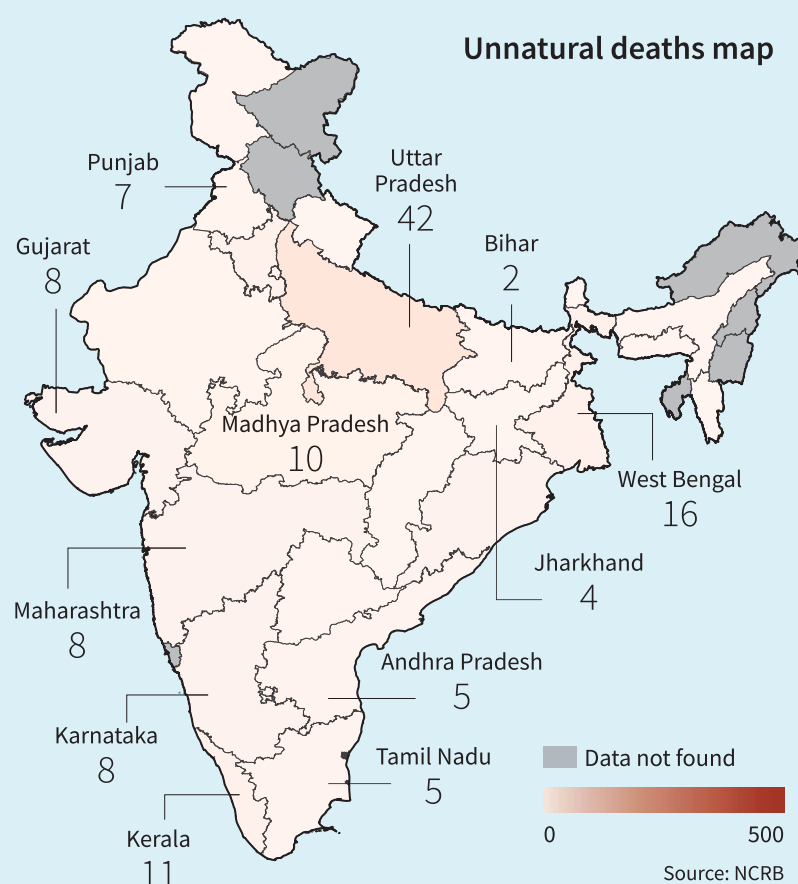 Unnatural deaths map
Punjab
7
Uttar
Pradesh
42
Gujarat
8
Bihar
2
Madhya Pradesh
10
West Bengal
16
Jharkhand
4
Maharashtra
8
Andhra Pradesh
5
Karnataka
8
Tamil Nadu
5
Kerala
11
Data not found
0 500
Source: NCRB